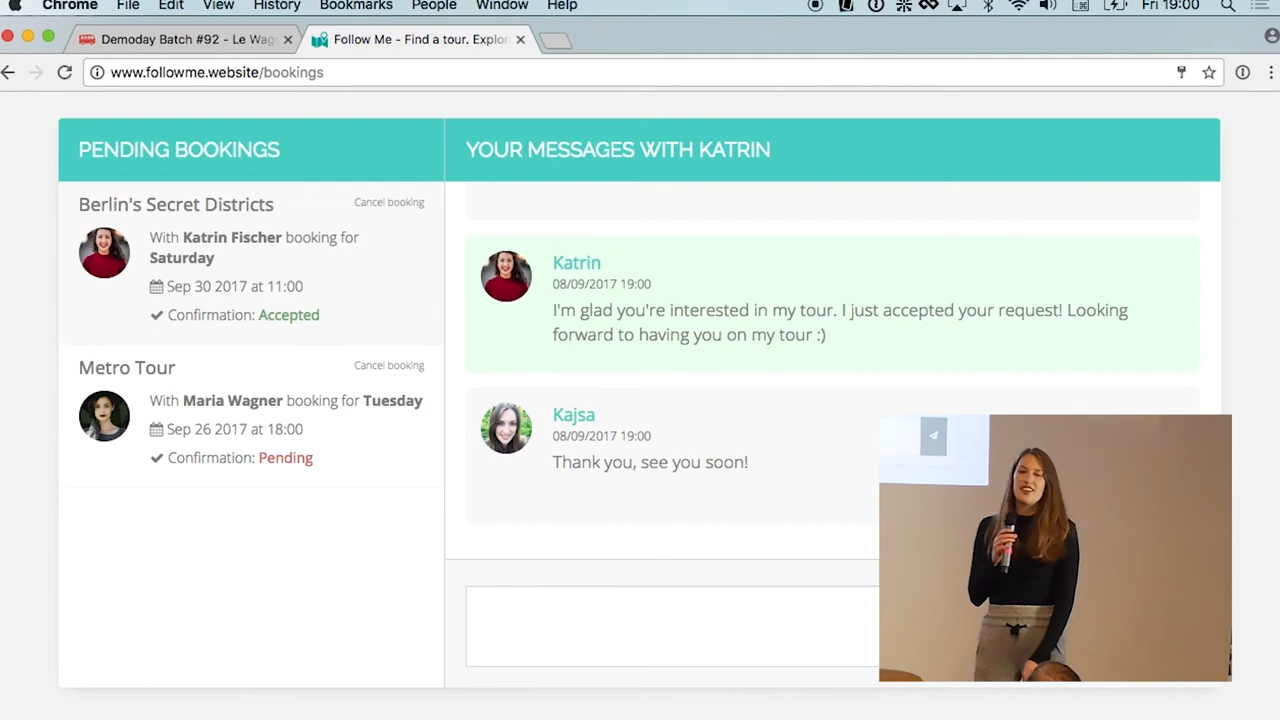 Chrome File Edit View History Bookmarks People Window Help Fri 19:00
Demoday Batch #92 - Le Wag
Follow Me - Find a tour. Explor
www.followme.website/bookings
PENDING BOOKINGS
Berlin's Secret Districts
Cancel booking
With Katrin Fischer booking for
Saturday
Sep 30 2017 at 11:00
Confirmation: Accepted
Metro Tour
Cancel booking
With Maria Wagner booking for Tuesday
Sep 26 2017 at 18:00
Confirmation: Pending
YOUR MESSAGES WITH KATRIN
Katrin
08/09/2017 19:00
I'm glad you're interested in my tour. I just accepted your request! Looking
forward to having you on my tour :)
Kajsa
08/09/2017 19:00
Thank you, see you soon!